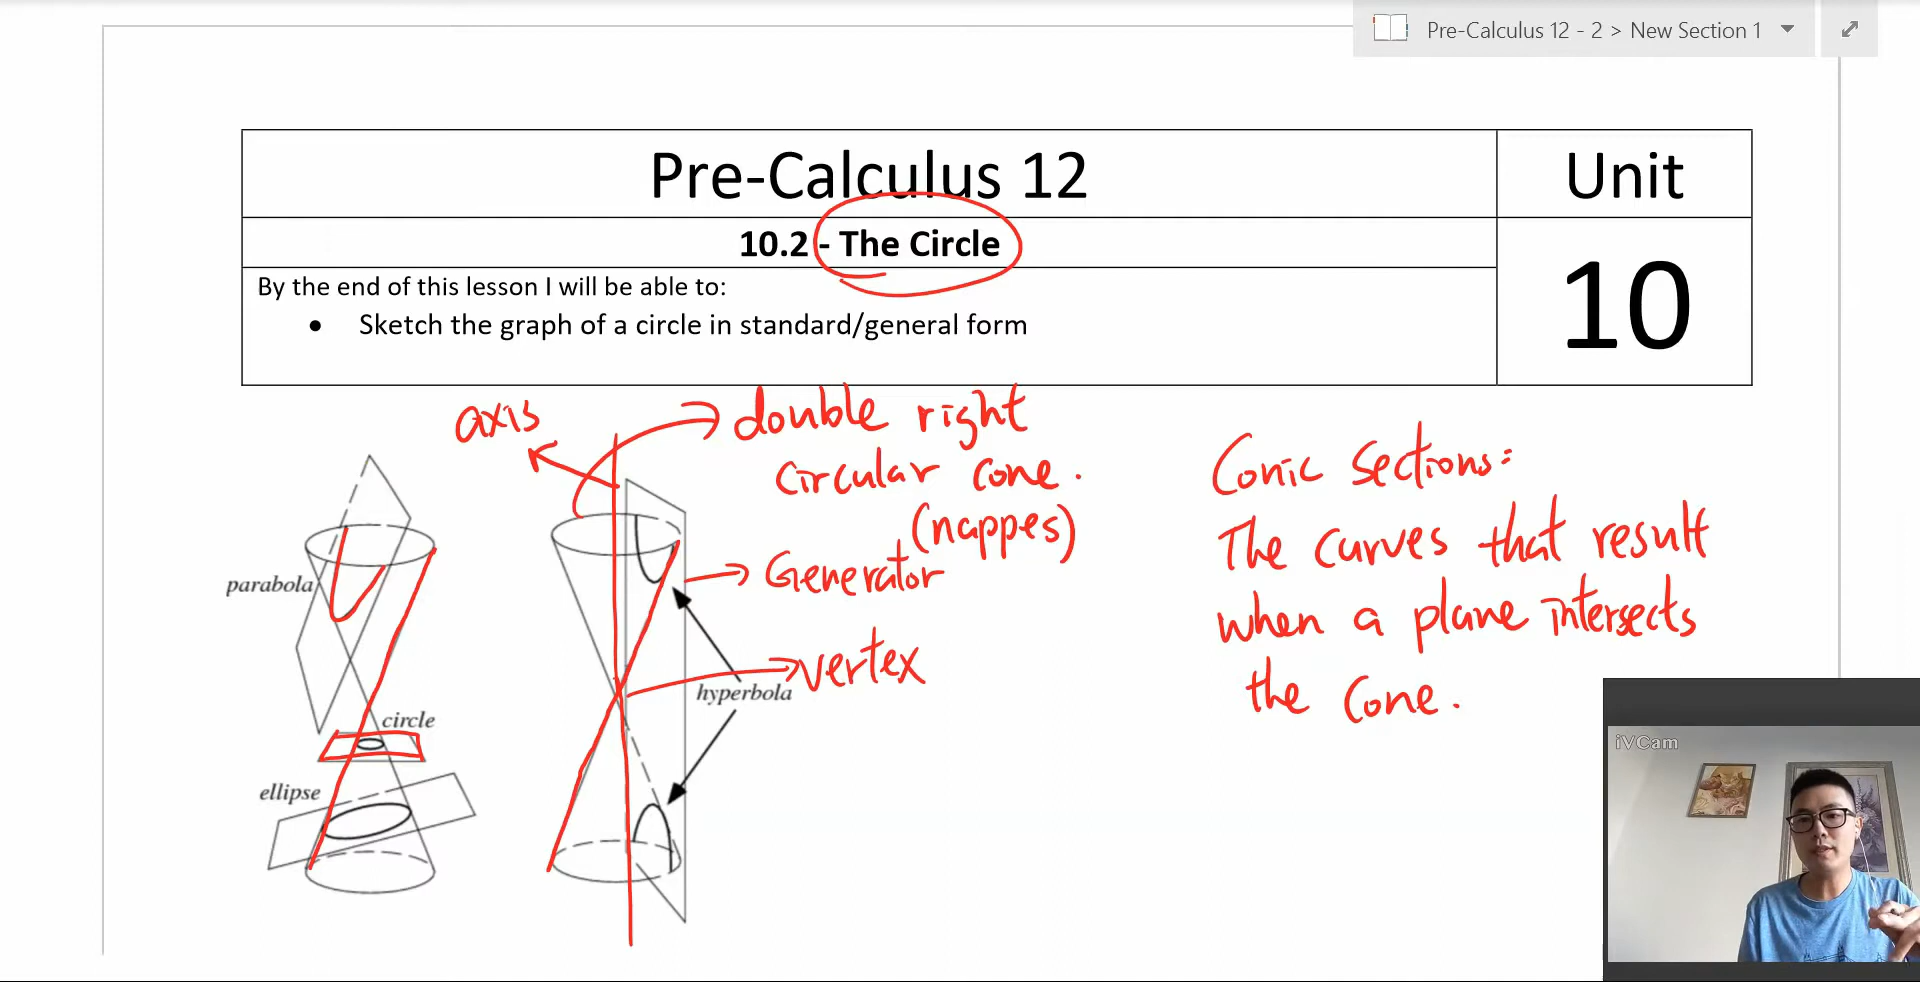 Pre-Calculus 12 - 2 > New Section 1
Pre-Calculus 12
Unit
10.2 - The Circle
10
By the end of this lesson I will be able to:
• Sketch the graph of a circle in standard/general form
axis
double right
circular cone.
(nappes)
Generator
vertex
parabola
circle
ellipse
hyperbola
Conic Sections:
The curves that result
when a plane intersects
the cone.
iVCam